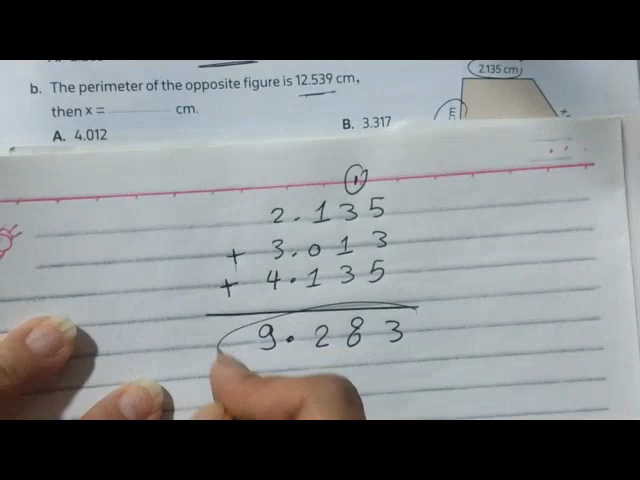 b. The perimeter of the opposite figure is 12.539 cm,
then x = ________ cm.
A. 4.012
B. 3.317
2.135 cm
1
2.135
+ 3.013
+ 4.135
9.283